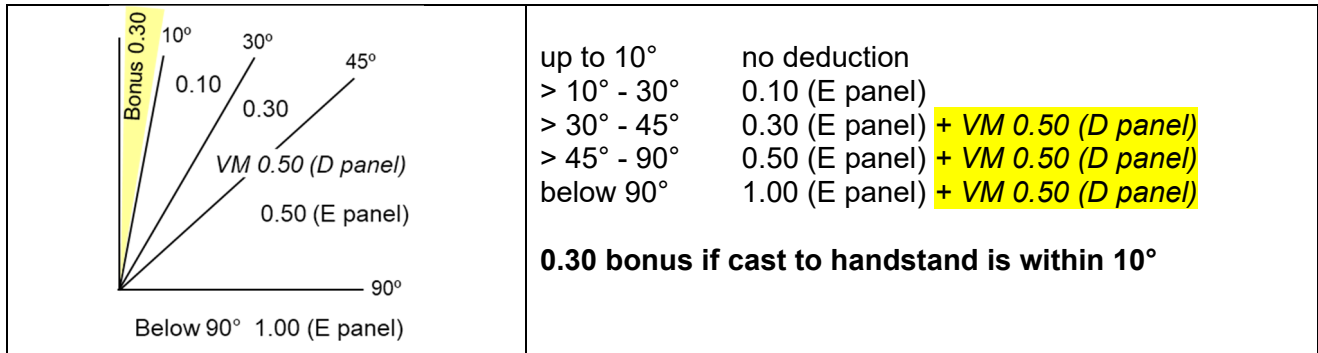 Bonus 0.30
10º
30º
45º
0.10
0.30
VM 0.50 (D panel)
0.50 (E panel)
90º
Below 90° 1.00 (E panel)
up to 10° no deduction
> 10° - 30° 0.10 (E panel)
> 30° - 45° 0.30 (E panel) + VM 0.50 (D panel)
> 45° - 90° 0.50 (E panel) + VM 0.50 (D panel)
below 90° 1.00 (E panel) + VM 0.50 (D panel)
0.30 bonus if cast to handstand is within 10°